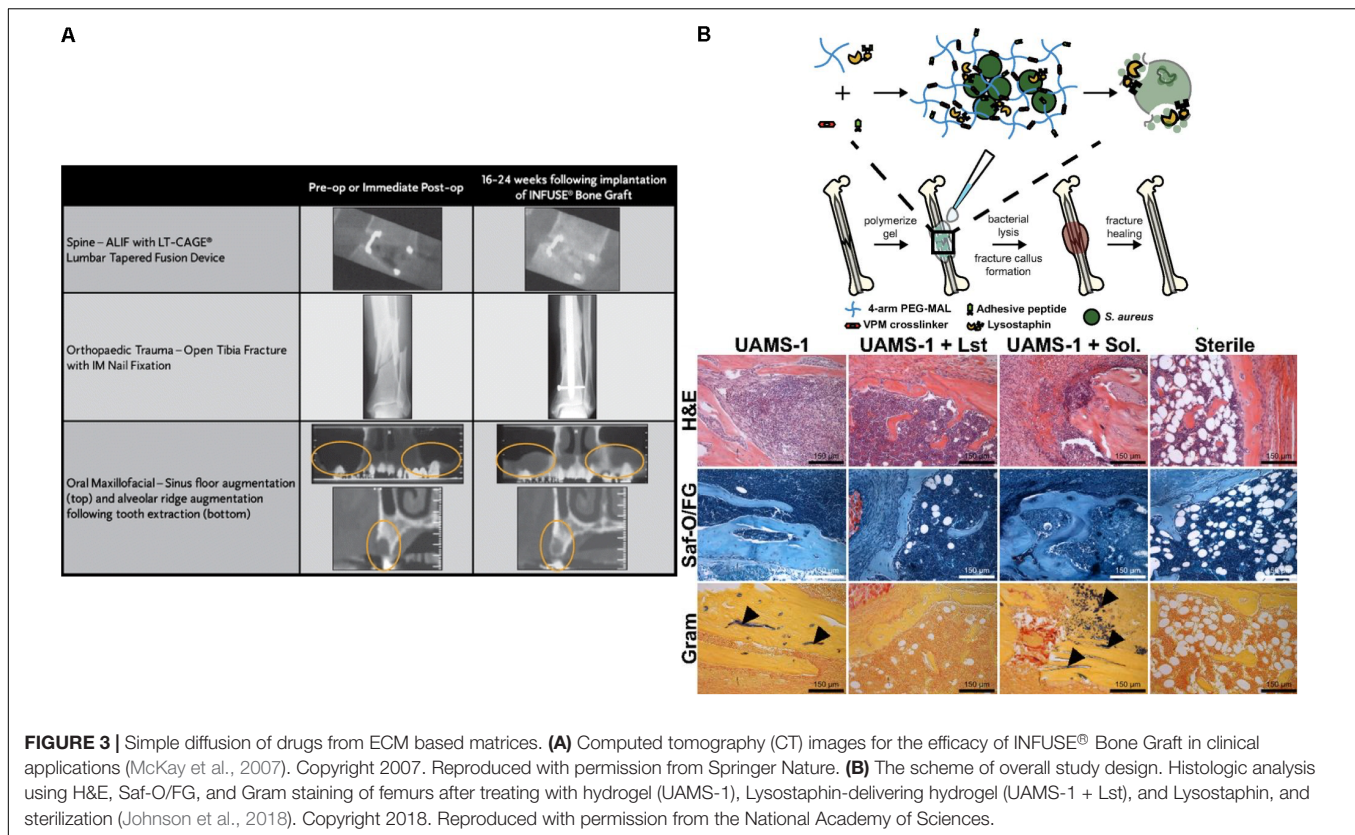 A
Pre-op or Immediate Post-op
16-24 weeks following implantation
of INFUSE® Bone Graft
Spine – ALIF with LT-CAGE®
Lumbar Tapered Fusion Device
Orthopaedic Trauma – Open Tibia Fracture
with IM Nail Fixation
Oral Maxillofacial – Sinus floor augmentation
(top) and alveolar ridge augmentation
following tooth extraction (bottom)
B
+
polymerize
gel
bacterial
lysis
fracture callus
formation
fracture
healing
4-arm PEG-MAL
Adhesive peptide
S. aureus
VPM crosslinker
Lysostaphin
UAMS-1
UAMS-1 + Lst
UAMS-1 + Sol.
Sterile
H&E
150 µm
150 µm
150 µm
150 µm
Saf-O/FG
150 µm
150 µm
150 µm
150 µm
Gram
150 µm
150 µm
150 µm
150 µm
FIGURE 3 | Simple diffusion of drugs from ECM based matrices. (A) Computed tomography (CT) images for the efficacy of INFUSE® Bone Graft in clinical
applications (McKay et al., 2007). Copyright 2007. Reproduced with permission from Springer Nature. (B) The scheme of overall study design. Histologic analysis
using H&E, Saf-O/FG, and Gram staining of femurs after treating with hydrogel (UAMS-1), Lysostaphin-delivering hydrogel (UAMS-1 + Lst), and Lysostaphin, and
sterilization (Johnson et al., 2018). Copyright 2018. Reproduced with permission from the National Academy of Sciences.